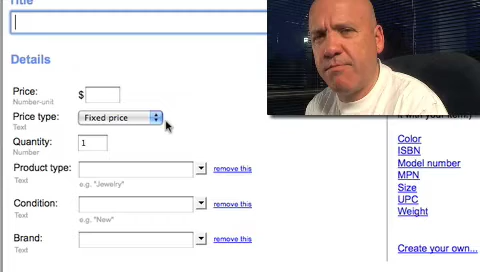 Title
Details
Price:
Number-unit
$
Price type:
Text
Fixed price
Quantity:
Number
1
Product type:
Text
remove this
e.g. "Jewelry"
Condition:
Text
remove this
e.g. "New"
Brand:
Text
remove this
it with your item)
Color
ISBN
Model number
MPN
Size
UPC
Weight
Create your own...